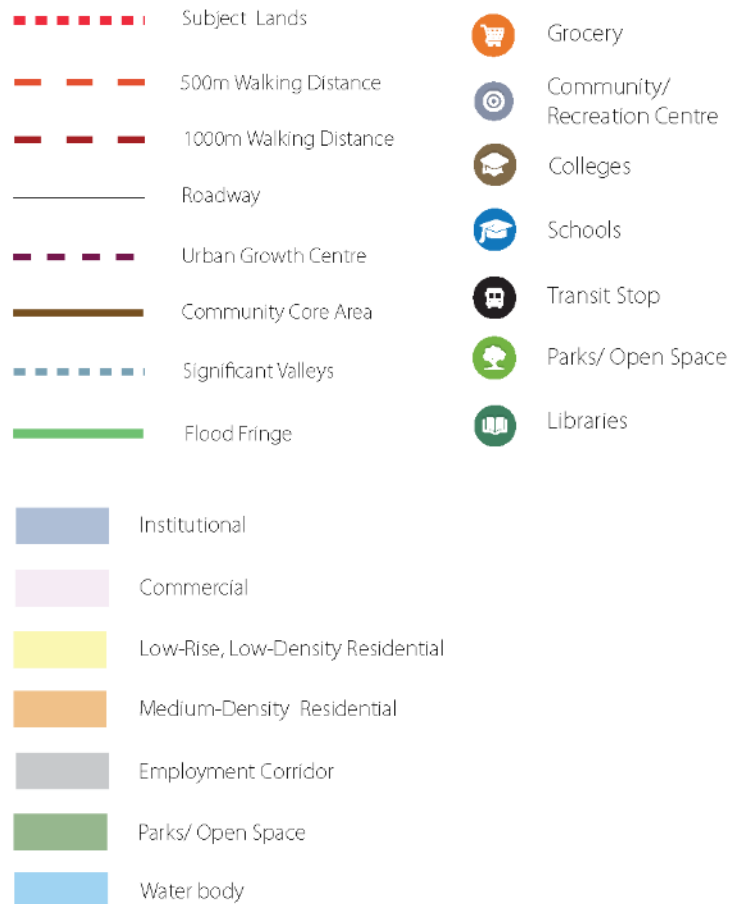 Subject Lands
500m Walking Distance
1000m Walking Distance
Roadway
Urban Growth Centre
Community Core Area
Significant Valleys
Flood Fringe
Grocery
Community/
Recreation Centre
Colleges
Schools
Transit Stop
Parks/ Open Space
Libraries
Institutional
Commercial
Low-Rise, Low-Density Residential
Medium-Density Residential
Employment Corridor
Parks/ Open Space
Water body